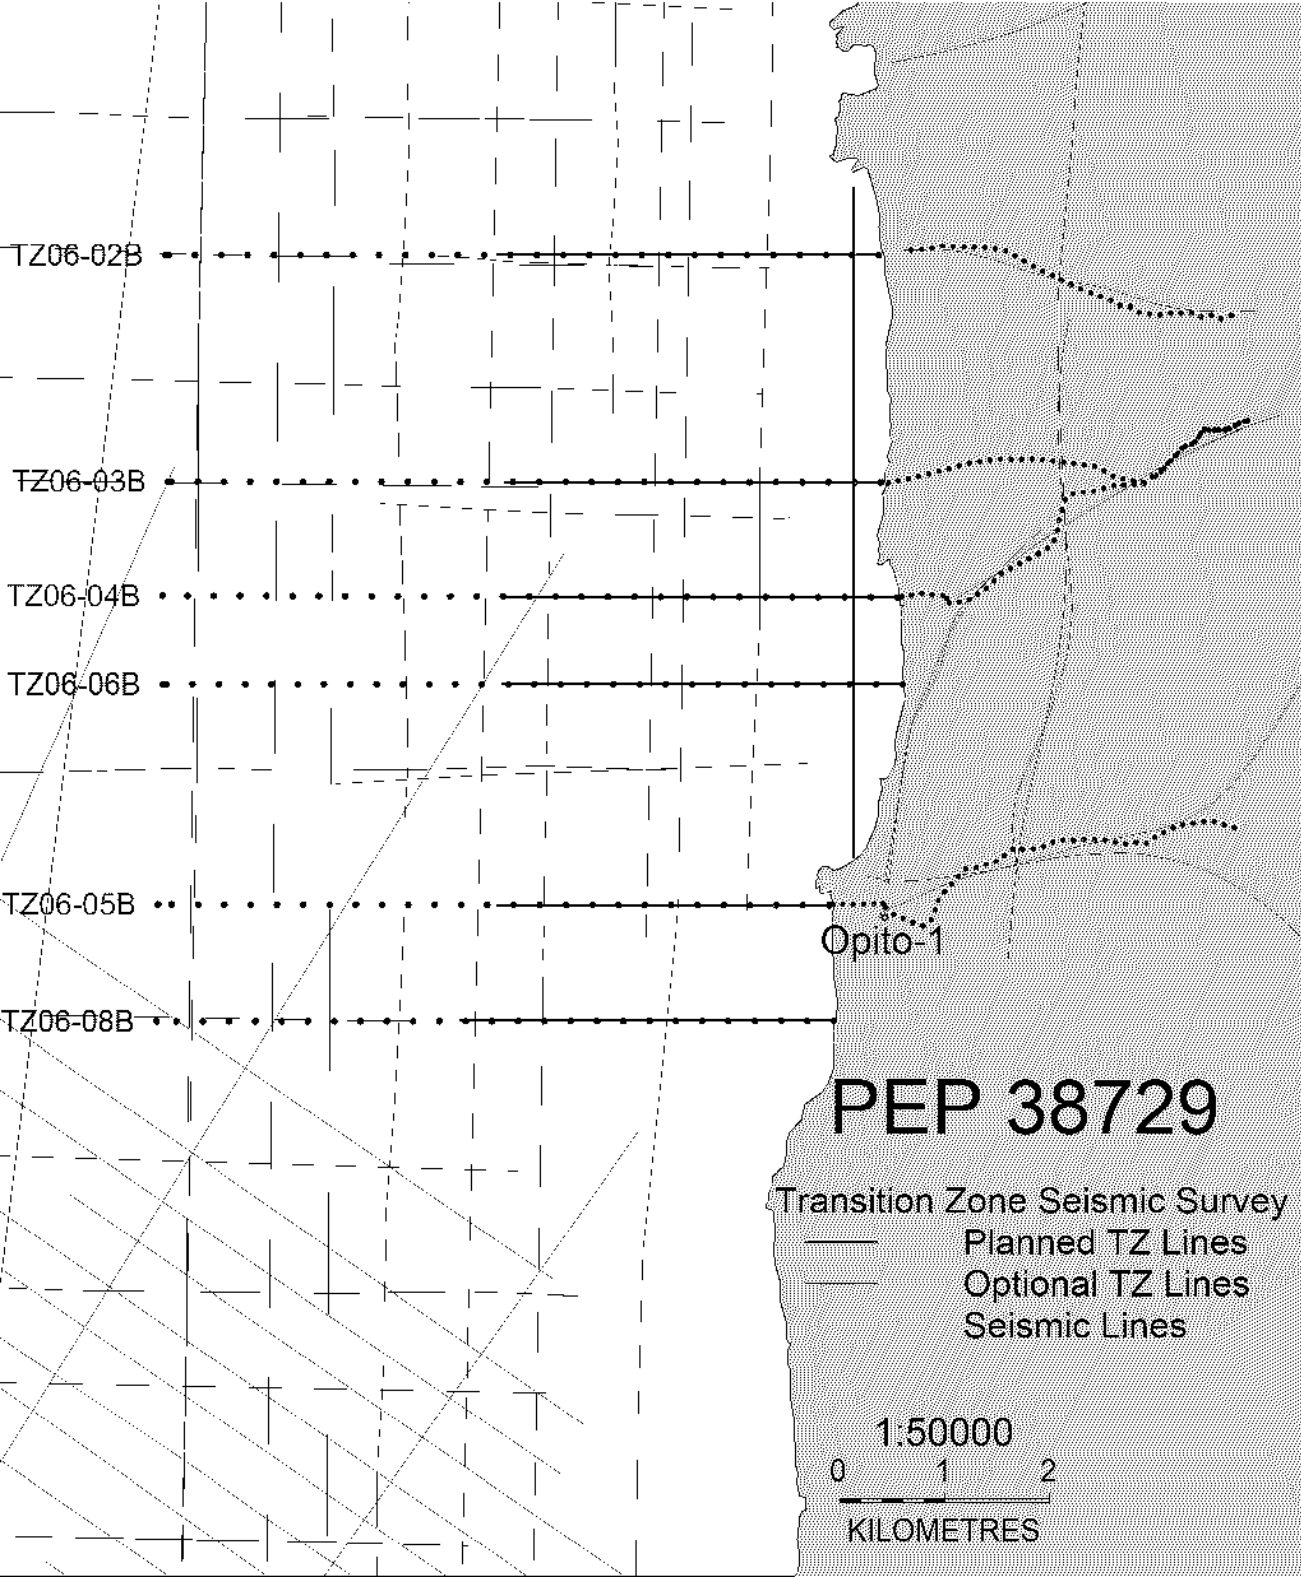 TZ06-02B
TZ06-03B
TZ06-04B
TZ06-06B
TZ06-05B
Opito-1
TZ06-08B
PEP 38729
Transition Zone Seismic Survey
Planned TZ Lines
Optional TZ Lines
Seismic Lines
1:50000
0 1 2
KILOMETRES